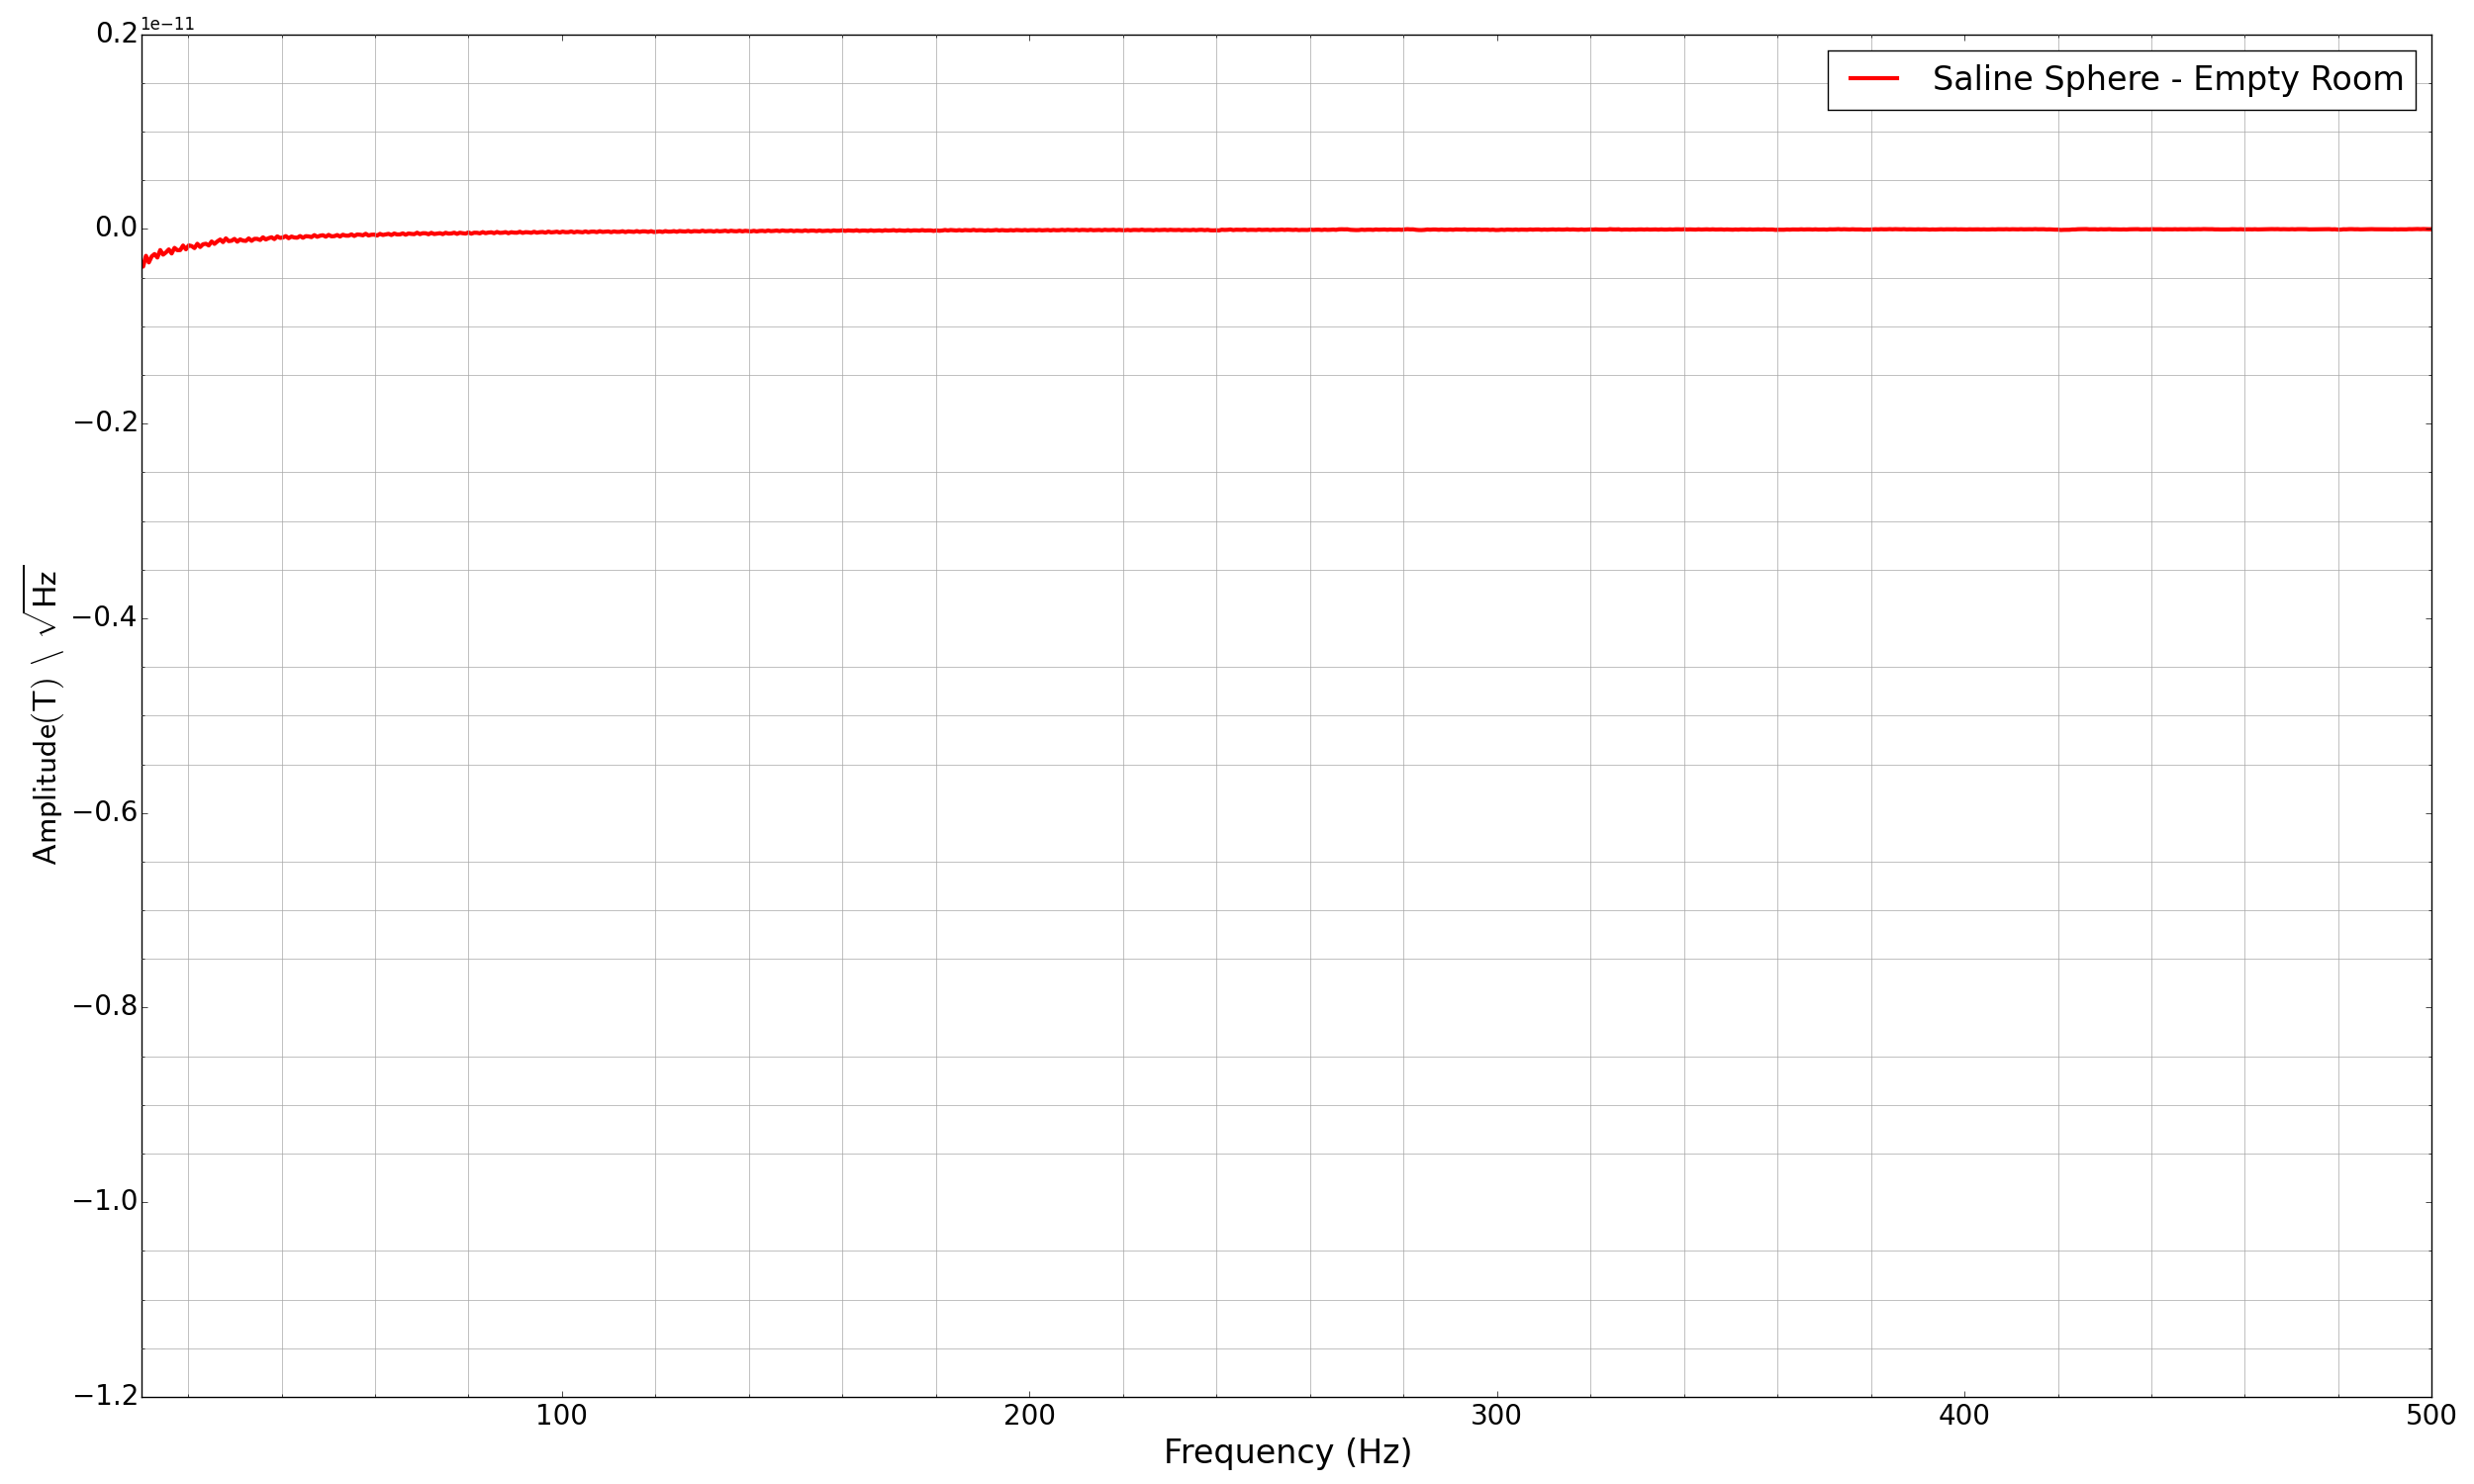 1e−11
Saline Sphere - Empty Room
0.2
0.0
−0.2
−0.4
−0.6
−0.8
−1.0
−1.2
Amplitude(T) \ √Hz
100 200 300 400 500
Frequency (Hz)